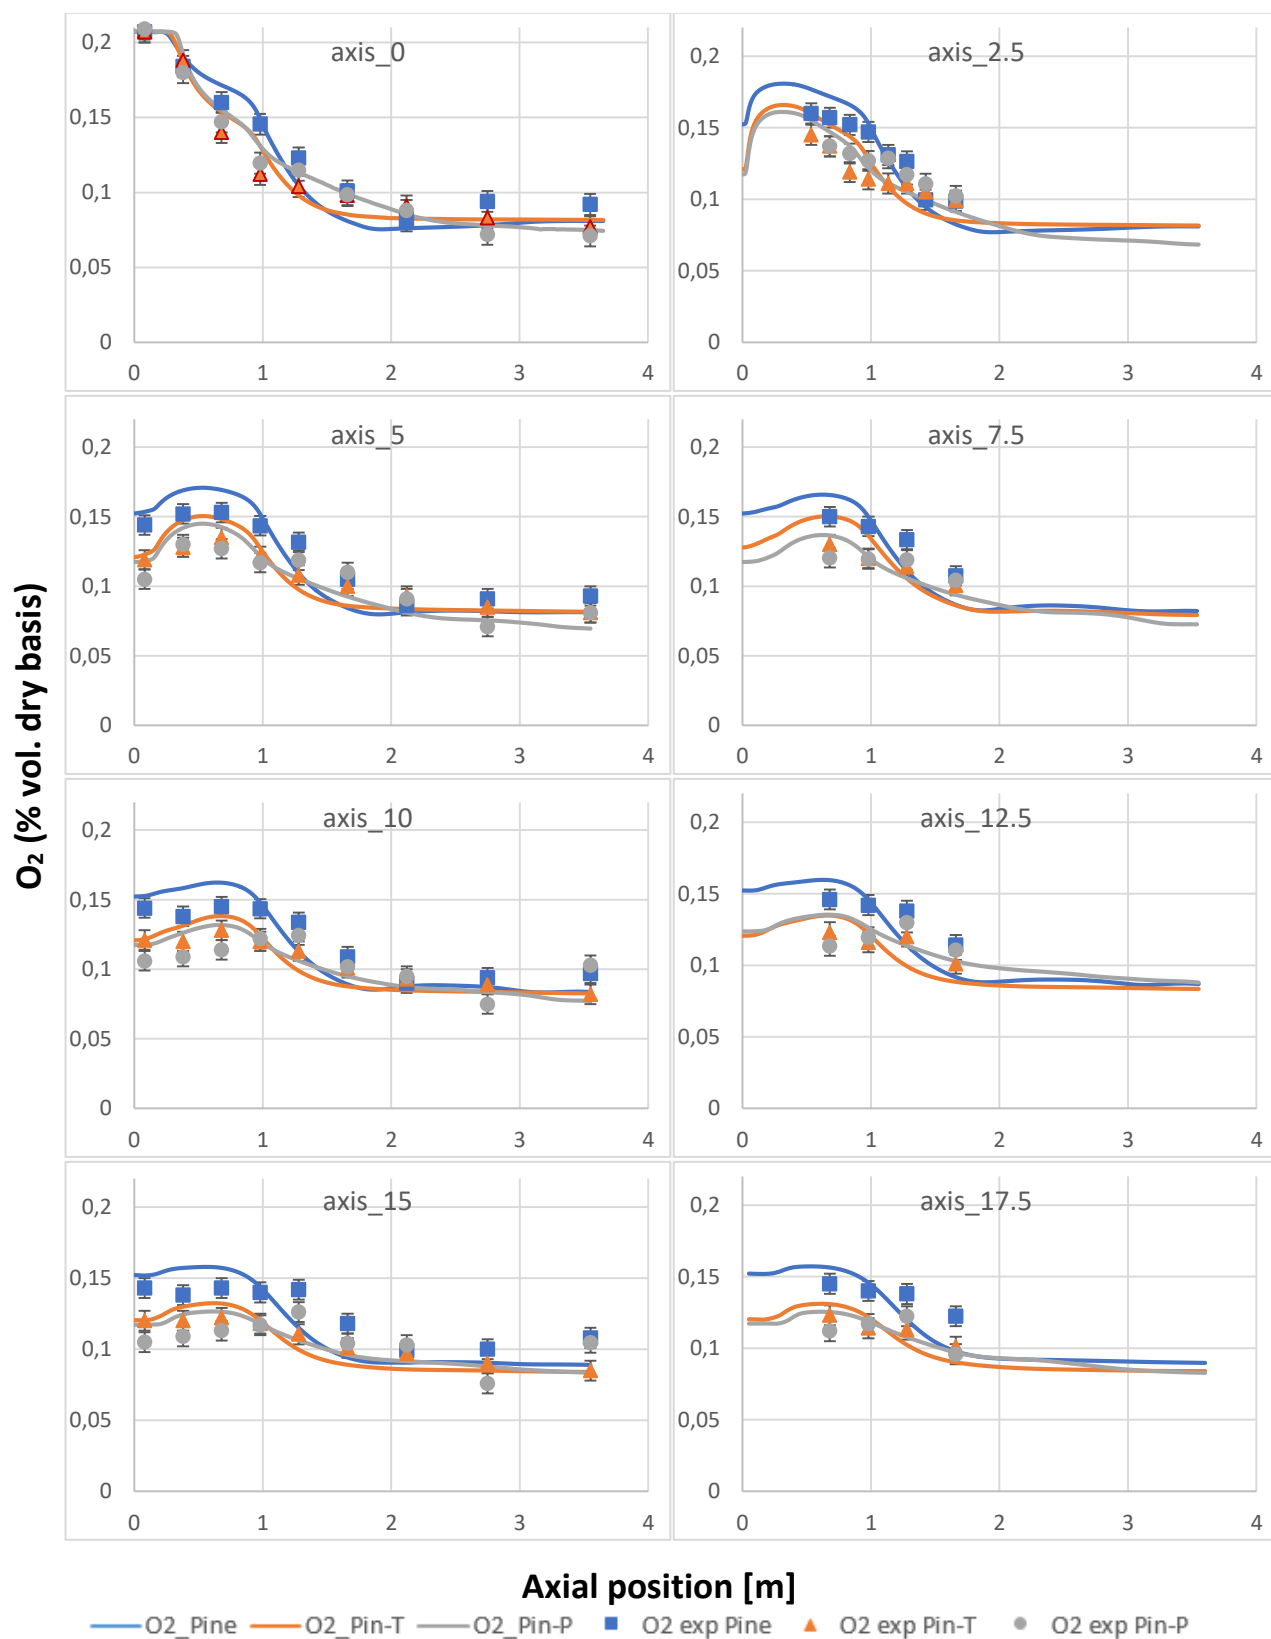 O₂ (% vol. dry basis)
axis_0
0,2
0,15
0,1
0,05
0
0 1 2 3 4
axis_2.5
0,2
0,15
0,1
0,05
0
0 1 2 3 4
axis_5
0,2
0,15
0,1
0,05
0
0 1 2 3 4
axis_7.5
0,2
0,15
0,1
0,05
0
0 1 2 3 4
axis_10
0,2
0,15
0,1
0,05
0
0 1 2 3 4
axis_12.5
0,2
0,15
0,1
0,05
0
0 1 2 3 4
axis_15
0,2
0,15
0,1
0,05
0
0 1 2 3 4
axis_17.5
0,2
0,15
0,1
0,05
0
0 1 2 3 4
Axial position [m]
O2_Pine O2_Pin-T O2_Pin-P O2 exp Pine O2 exp Pin-T O2 exp Pin-P